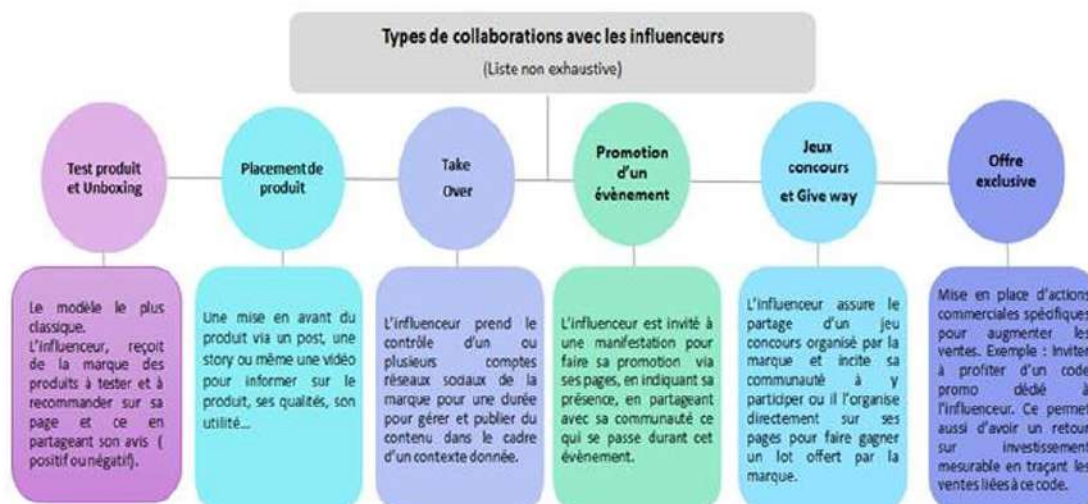 Types de collaborations avec les influenceurs
(Liste non exhaustive)
Test produit
et Unboxing
Placement de
produit
Take
Over
Promotion
d'un
évènement
Jeux
concours
et Give way
Offre
exclusive
Le modèle le plus
classique.
L'influenceur, reçoit
de la marque des
produits à tester et à
recommander sur sa
page et ce en
partageant son avis (
positif ou négatif).
Une mise en avant du
produit via un post, une
story ou même une vidéo
pour informer sur le
produit, ses qualités, son
utilité...
L'influenceur prend le
contrôle d'un ou
plusieurs comptes
réseaux sociaux de la
marque pour une durée
pour gérer et publier du
contenu dans le cadre
d'un contexte donnée.
L'influenceur est invité à
une manifestation pour
faire sa promotion via
ses pages, en indiquant sa
présence, en partageant
avec sa communauté ce
qui se passe durant cet
évènement.
L'influenceur assure le
partage d'un jeu
concours organisé par la
marque et incite sa
communauté à y
participer ou il l'organise
directement sur ses
pages pour faire gagner
un lot offert par la
marque.
Mise en place d'actions
commerciales spécifiques
pour augmenter les
ventes. Exemple : Inviter
à profiter d'un code
promo dédié à
l'influenceur. Ce permet
aussi d'avoir un retour
sur investissement
mesurable en traçant les
ventes liées à ce code.